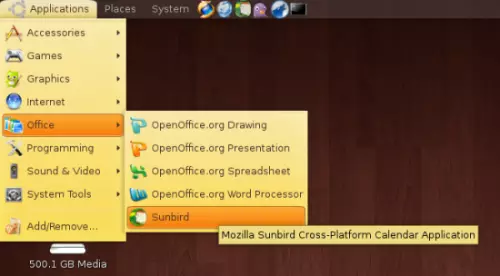 Applications Places System
Accessories
Games
Graphics
Internet
Office
Programming
Sound & Video
System Tools
Add/Remove...
OpenOffice.org Drawing
OpenOffice.org Presentation
OpenOffice.org Spreadsheet
OpenOffice.org Word Processor
Sunbird
Mozilla Sunbird Cross-Platform Calendar Application
500.1 GB Media